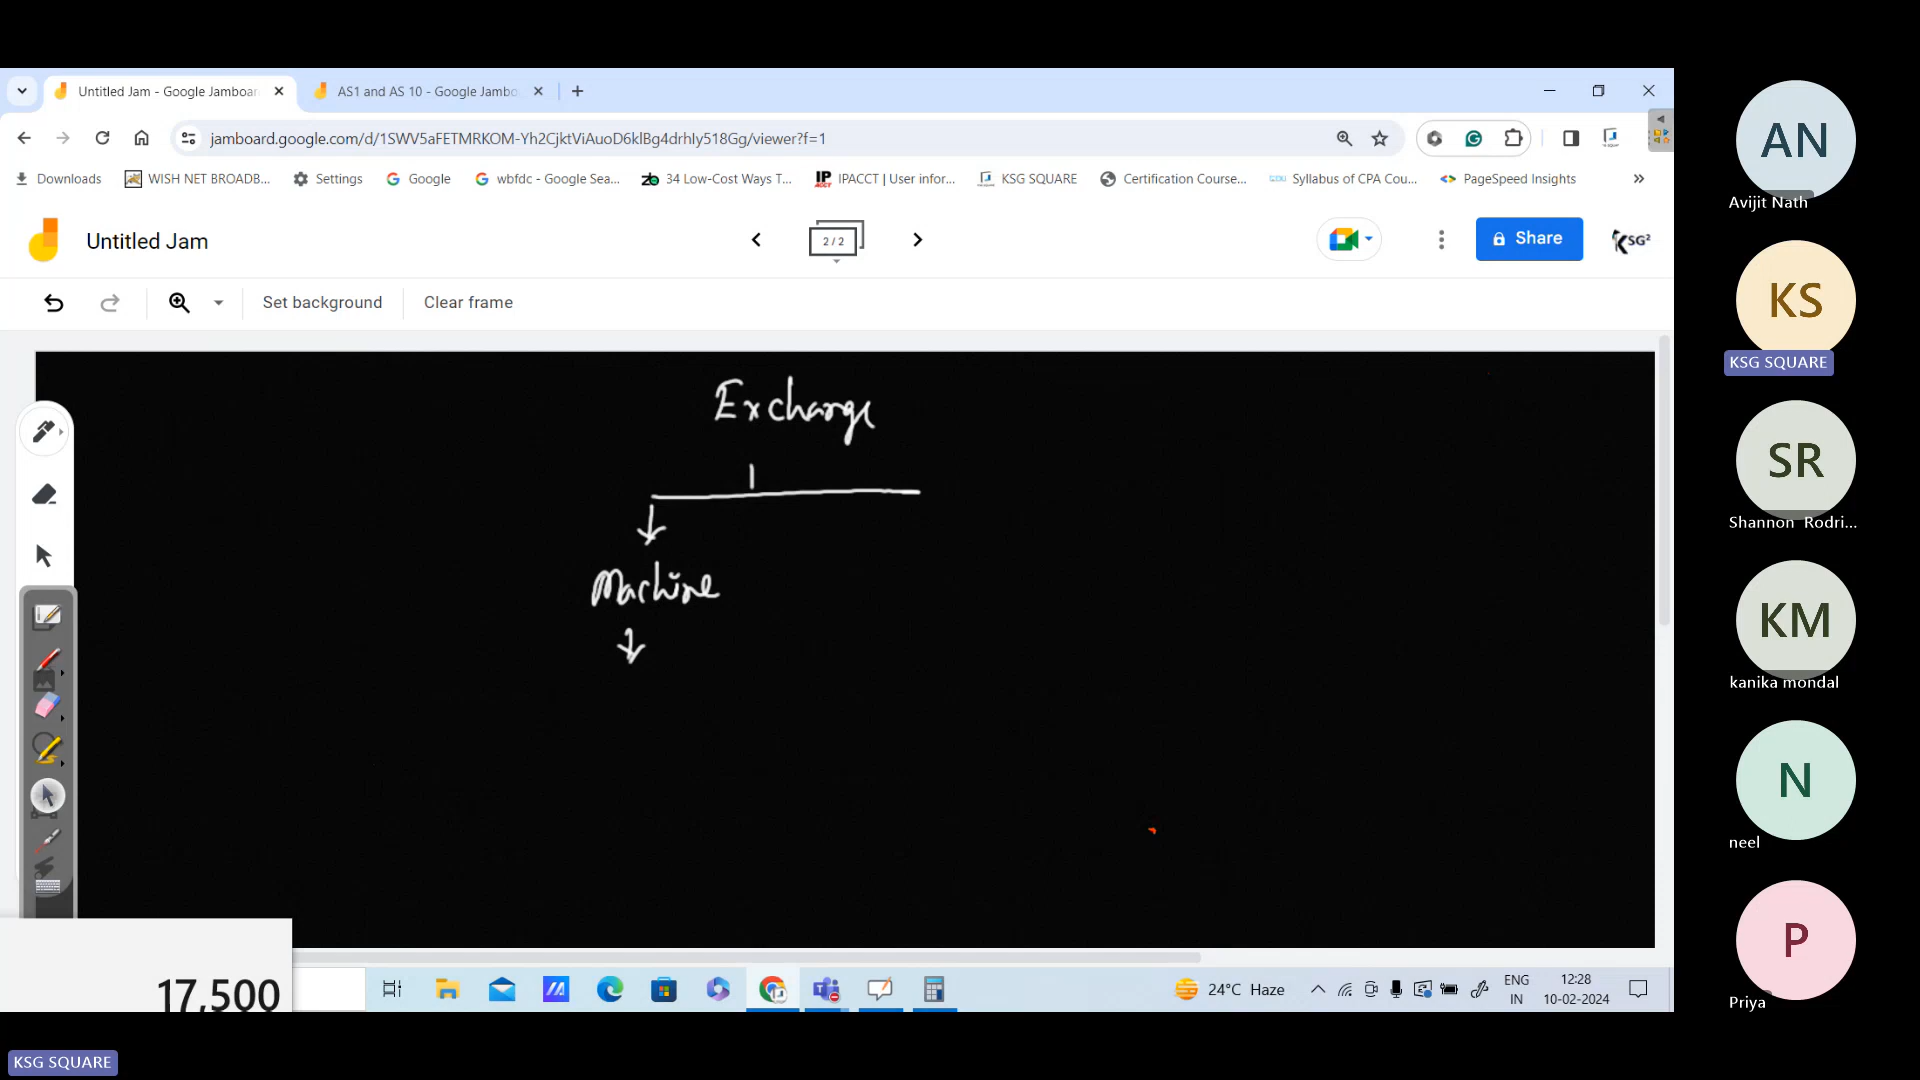 Untitled Jam - Google Jamboar
AS1 and AS 10 - Google Jambo
jamboard.google.com/d/1SWV5aFETMRKOM-Yh2CjktViAuoD6klBg4drhly518Gg/viewer?f=1
Downloads
WISH NET BROADB...
Settings
Google
wbfdc - Google Sea...
34 Low-Cost Ways T...
IPACCT | User infor...
KSG SQUARE
Certification Course...
Syllabus of CPA Cou...
PageSpeed Insights
Untitled Jam
2 / 2
Share
KSG²
Set background
Clear frame
Exchange
Machine
17,500
24°C Haze
ENG
IN
12:28
10-02-2024
AN
Avijit Nath
KS
KSG SQUARE
SR
Shannon Rodri...
KM
kanika mondal
N
neel
P
Priya
KSG SQUARE